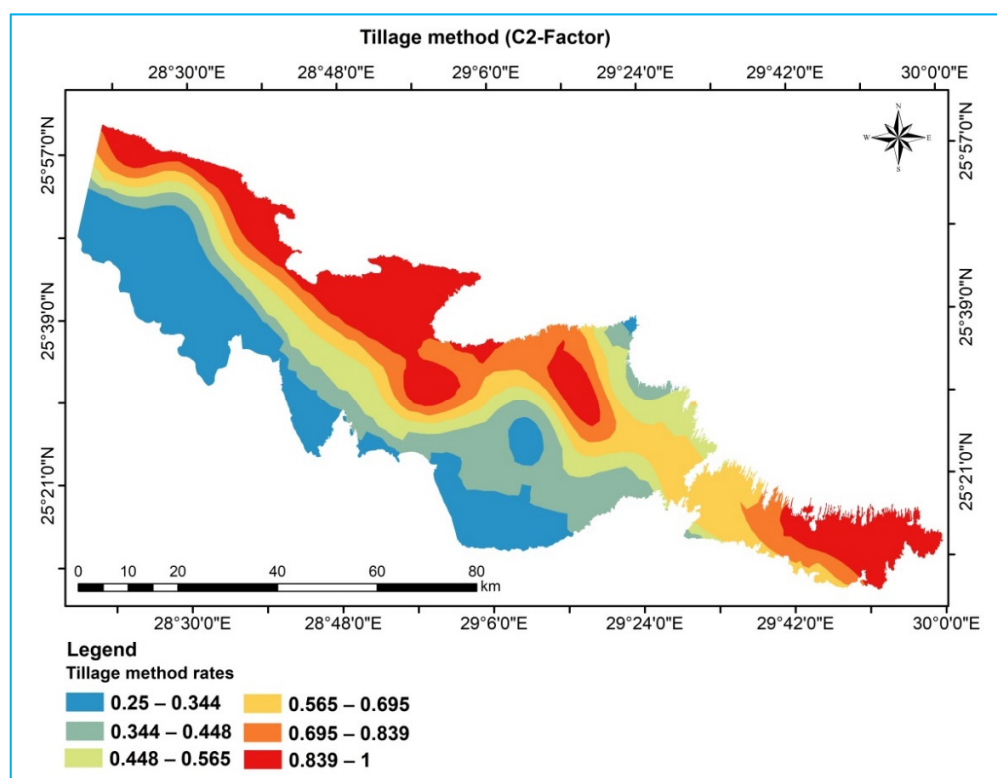 Tillage method (C2-Factor)
28°30'0"E 28°48'0"E 29°6'0"E 29°24'0"E 29°42'0"E 30°0'0"E
N
W E
S
25°57'0"N 25°57'0"N
25°39'0"N 25°39'0"N
25°21'0"N 25°21'0"N
0 5 10 20 40 60 80
km
28°30'0"E 28°48'0"E 29°6'0"E 29°24'0"E 29°42'0"E 30°0'0"E
Legend
Tillage method rates
0.25 – 0.344 0.565 – 0.695
0.344 – 0.448 0.695 – 0.839
0.448 – 0.565 0.839 – 1